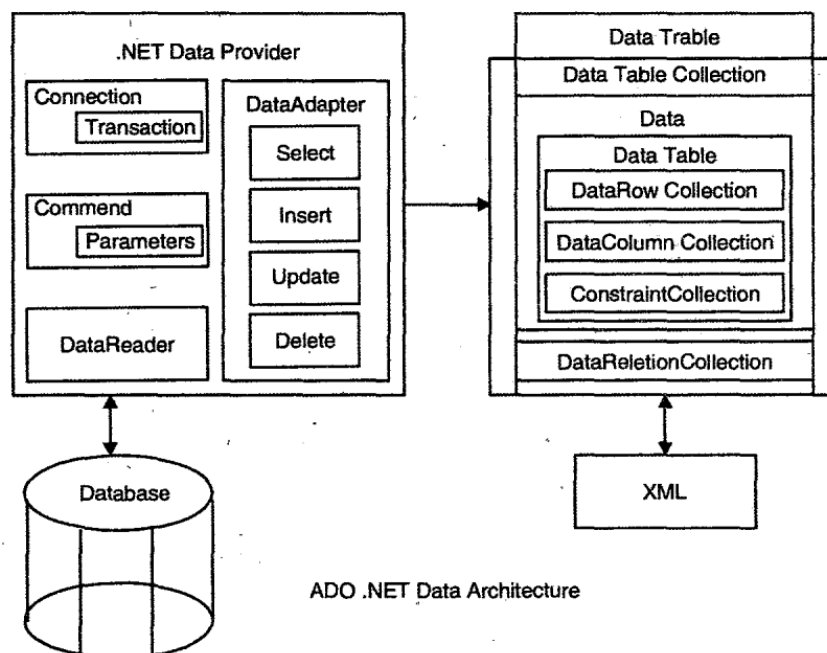 .NET Data Provider
Connection
Transaction
Commend
Parameters
DataReader
DataAdapter
Select
Insert
Update
Delete
Data Trable
Data Table Collection
Data
Data Table
DataRow Collection
DataColumn Collection
ConstraintCollection
DataReletionCollection
Database
XML
ADO .NET Data Architecture